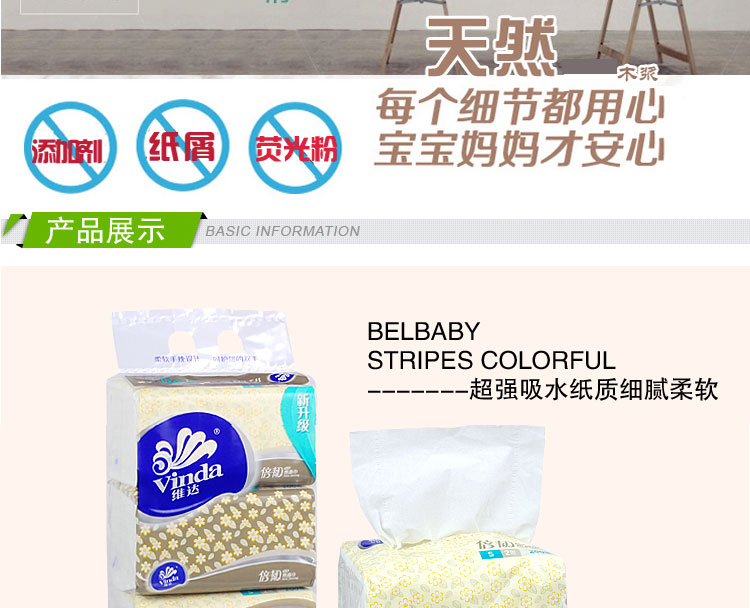 天然
木浆
每个细节都用心
宝宝妈妈才安心
添加剂
纸屑
荧光粉
产品展示 BASIC INFORMATION
BELBABY
STRIPES COLORFUL
-------超强吸水纸质细腻柔软
新升级
®
Vinda
维达
倍韧
Vinda
倍韧
倍韧
S